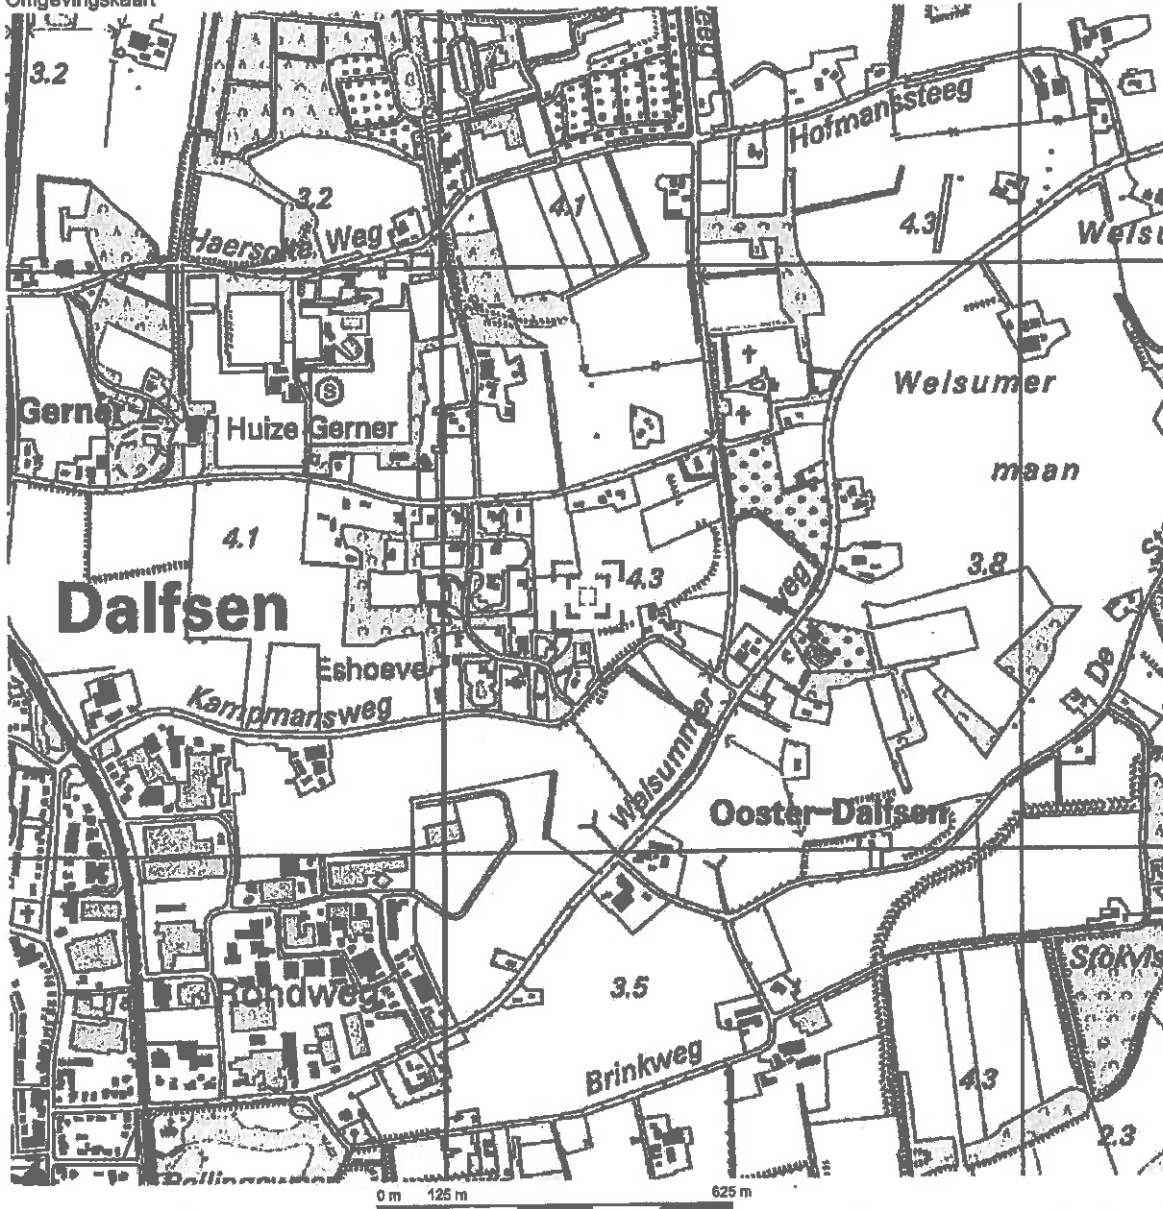 Omgevingskaart
3.2
Hofmanssteeg
3.2
4.1
4.3
Haersolte Weg
Welsumer
maan
Gerner
S
Huize Gerner
4.1
4.3
3.8
Dalfsen
Eshoeve
Kampmansweg
De
Welsummer weg
Ooster-Dalfsen
Rondweg
3.5
Brinkweg
4.3
2.3
0 m 125 m 625 m